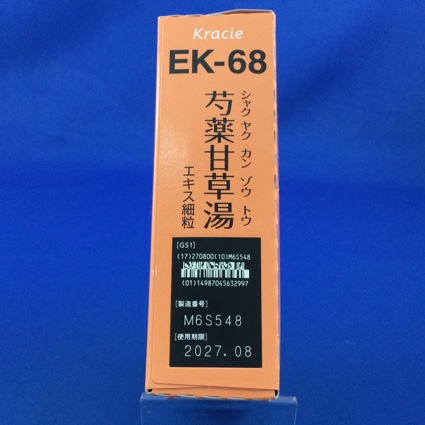 Kracie
EK-68
シャク ヤク カン ゾウ トウ
芍薬甘草湯
エキス細粒
[GS1]
(17)270800(10)M6S548
(01)14987045632997
[製造番号]
M6S548
[使用期限]
2027.08